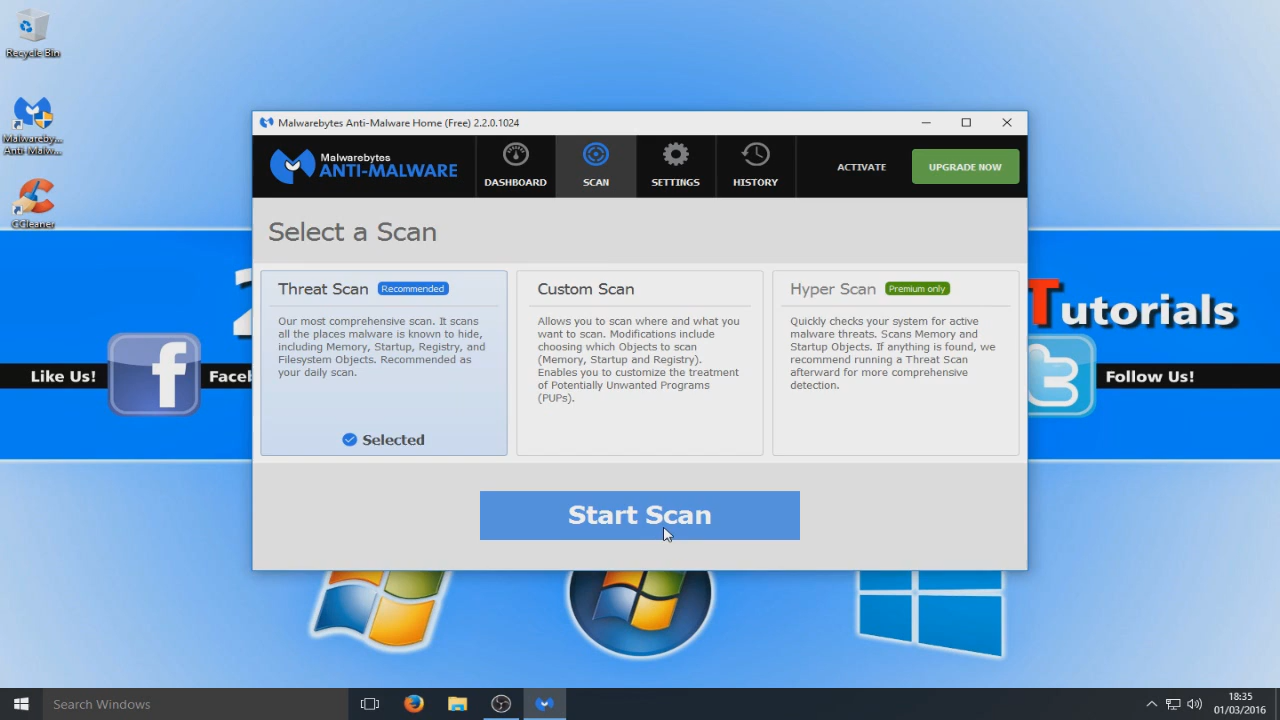 Recycle Bin
Malwareby...
Anti-Malw...
CCleaner
Malwarebytes Anti-Malware Home (Free) 2.2.0.1024
Malwarebytes
ANTI-MALWARE
DASHBOARD
SCAN
SETTINGS
HISTORY
ACTIVATE
UPGRADE NOW
Select a Scan
Threat Scan Recommended
Our most comprehensive scan. It scans
all the places malware are known to hide,
including Memory, Startup, Registry, and
Filesystem Objects. Recommended as
your daily scan.
Selected
Custom Scan
Allows you to scan where and what you
want to scan. Modifications include
choosing which Objects to scan
(Memory, Startup and Registry).
Enables you to customize the treatment
of Potentially Unwanted Programs
(PUPs).
Hyper Scan Premium only
Quickly checks your system for active
malware threats. Scans Memory and
Startup Objects. If anything is found, we
recommend running a Threat Scan
afterward for more comprehensive
detection.
Start Scan
2
Tutorials
Like Us!
Faceb
Follow Us!
Search Windows
18:35
01/03/2016